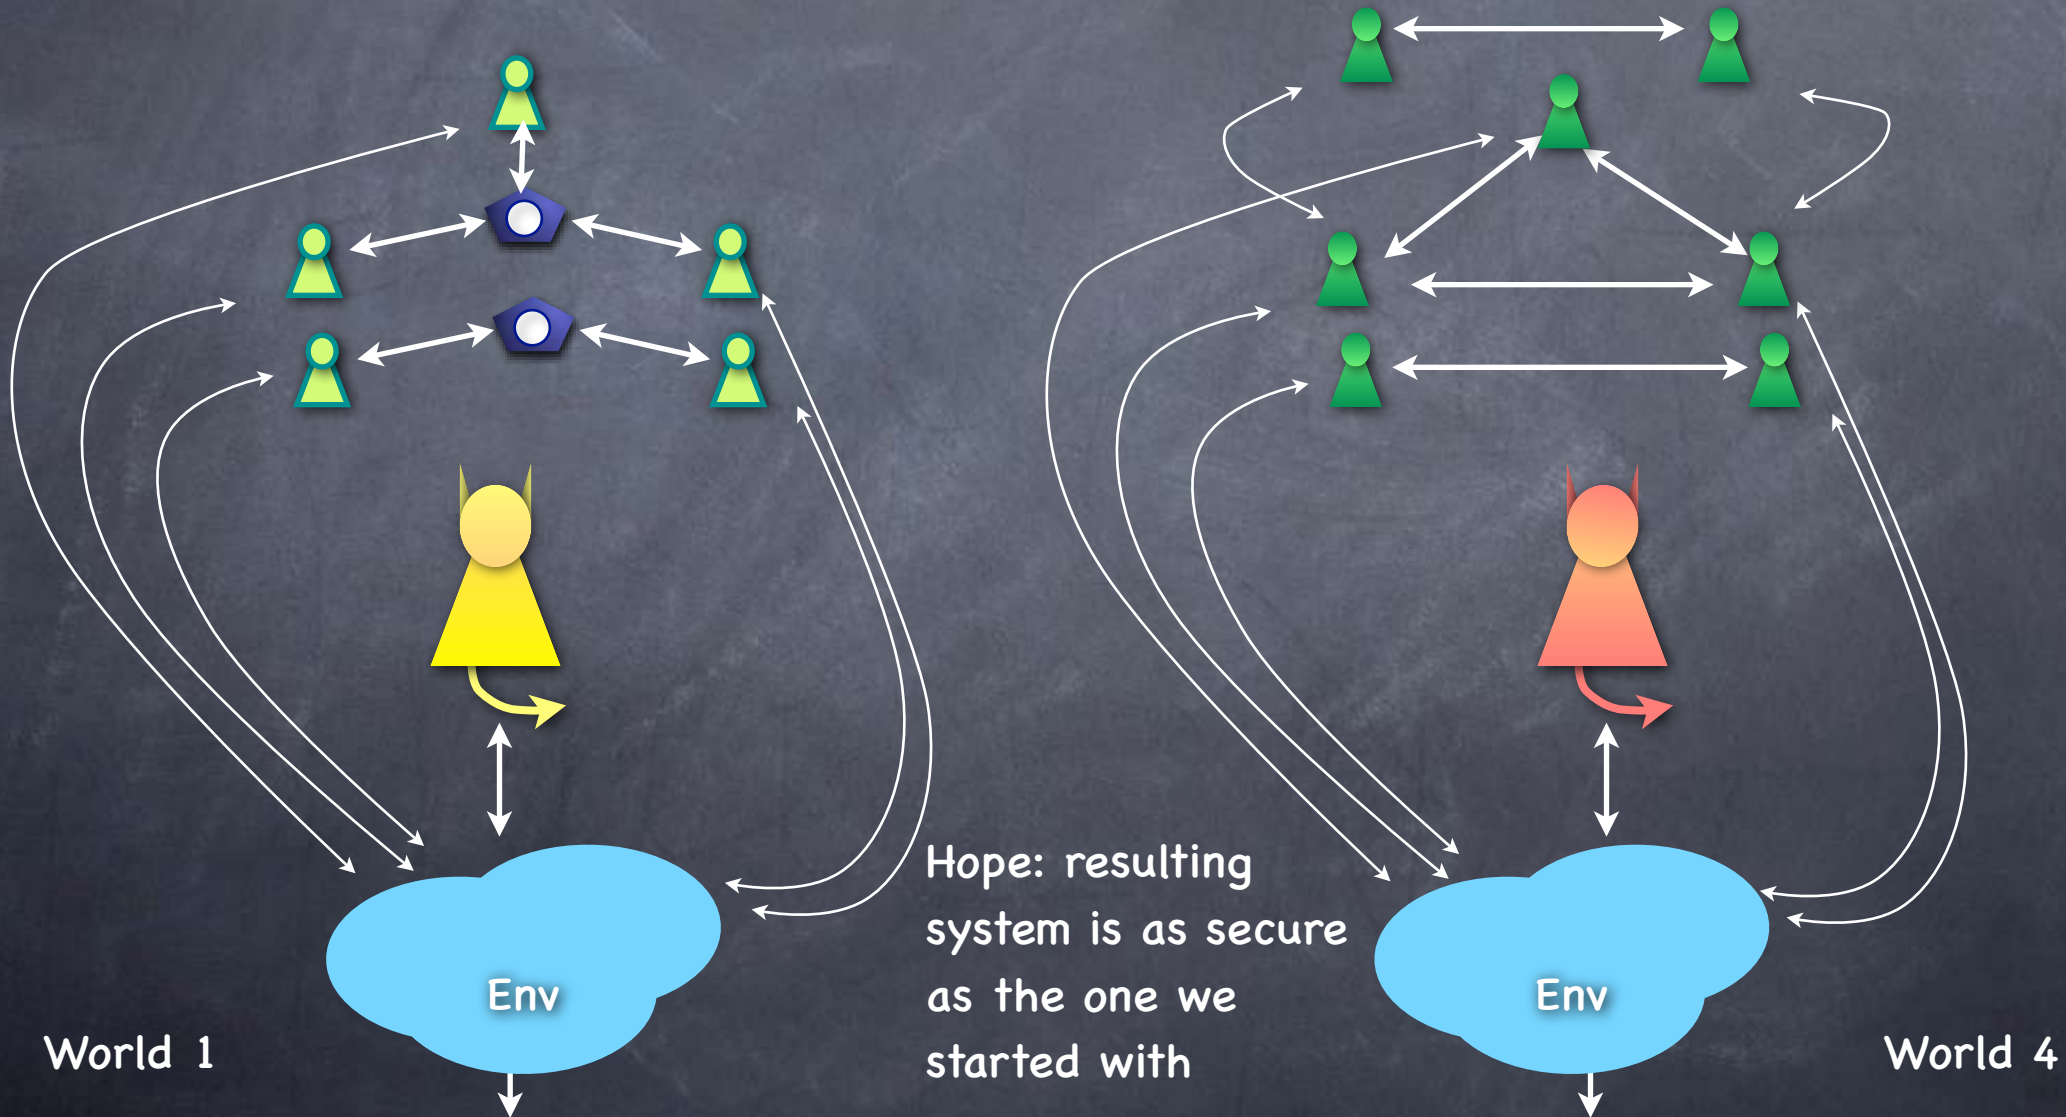 Hope: resulting
system is as secure
as the one we
started with
Env
Env
World 1
World 4